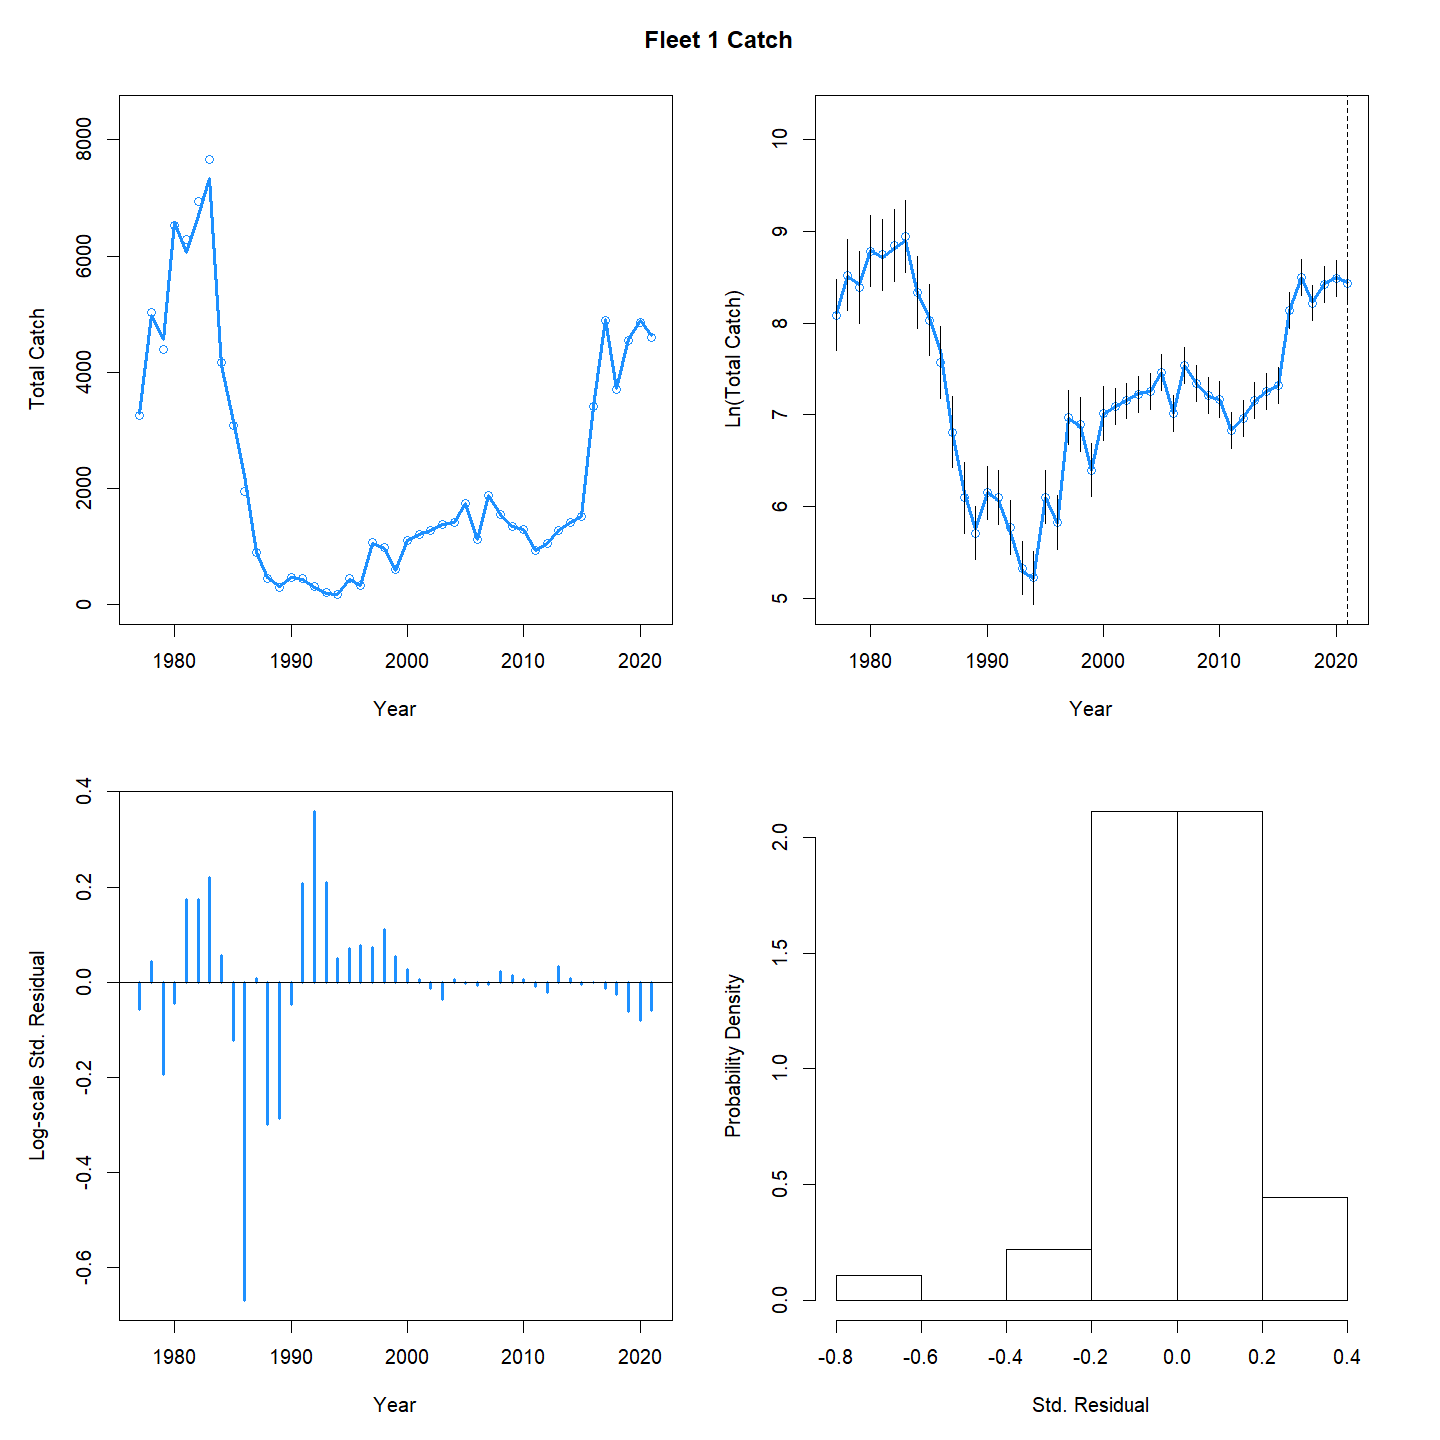 Fleet 1 Catch
Total Catch
8000
6000
4000
2000
0
1980 1990 2000 2010 2020
Year
Ln(Total Catch)
10
9
8
7
6
5
1980 1990 2000 2010 2020
Year
Log-scale Std. Residual
0.4
0.2
0.0
-0.2
-0.4
-0.6
1980 1990 2000 2010 2020
Year
Probability Density
2.0
1.5
1.0
0.5
0.0
-0.8 -0.6 -0.4 -0.2 0.0 0.2 0.4
Std. Residual